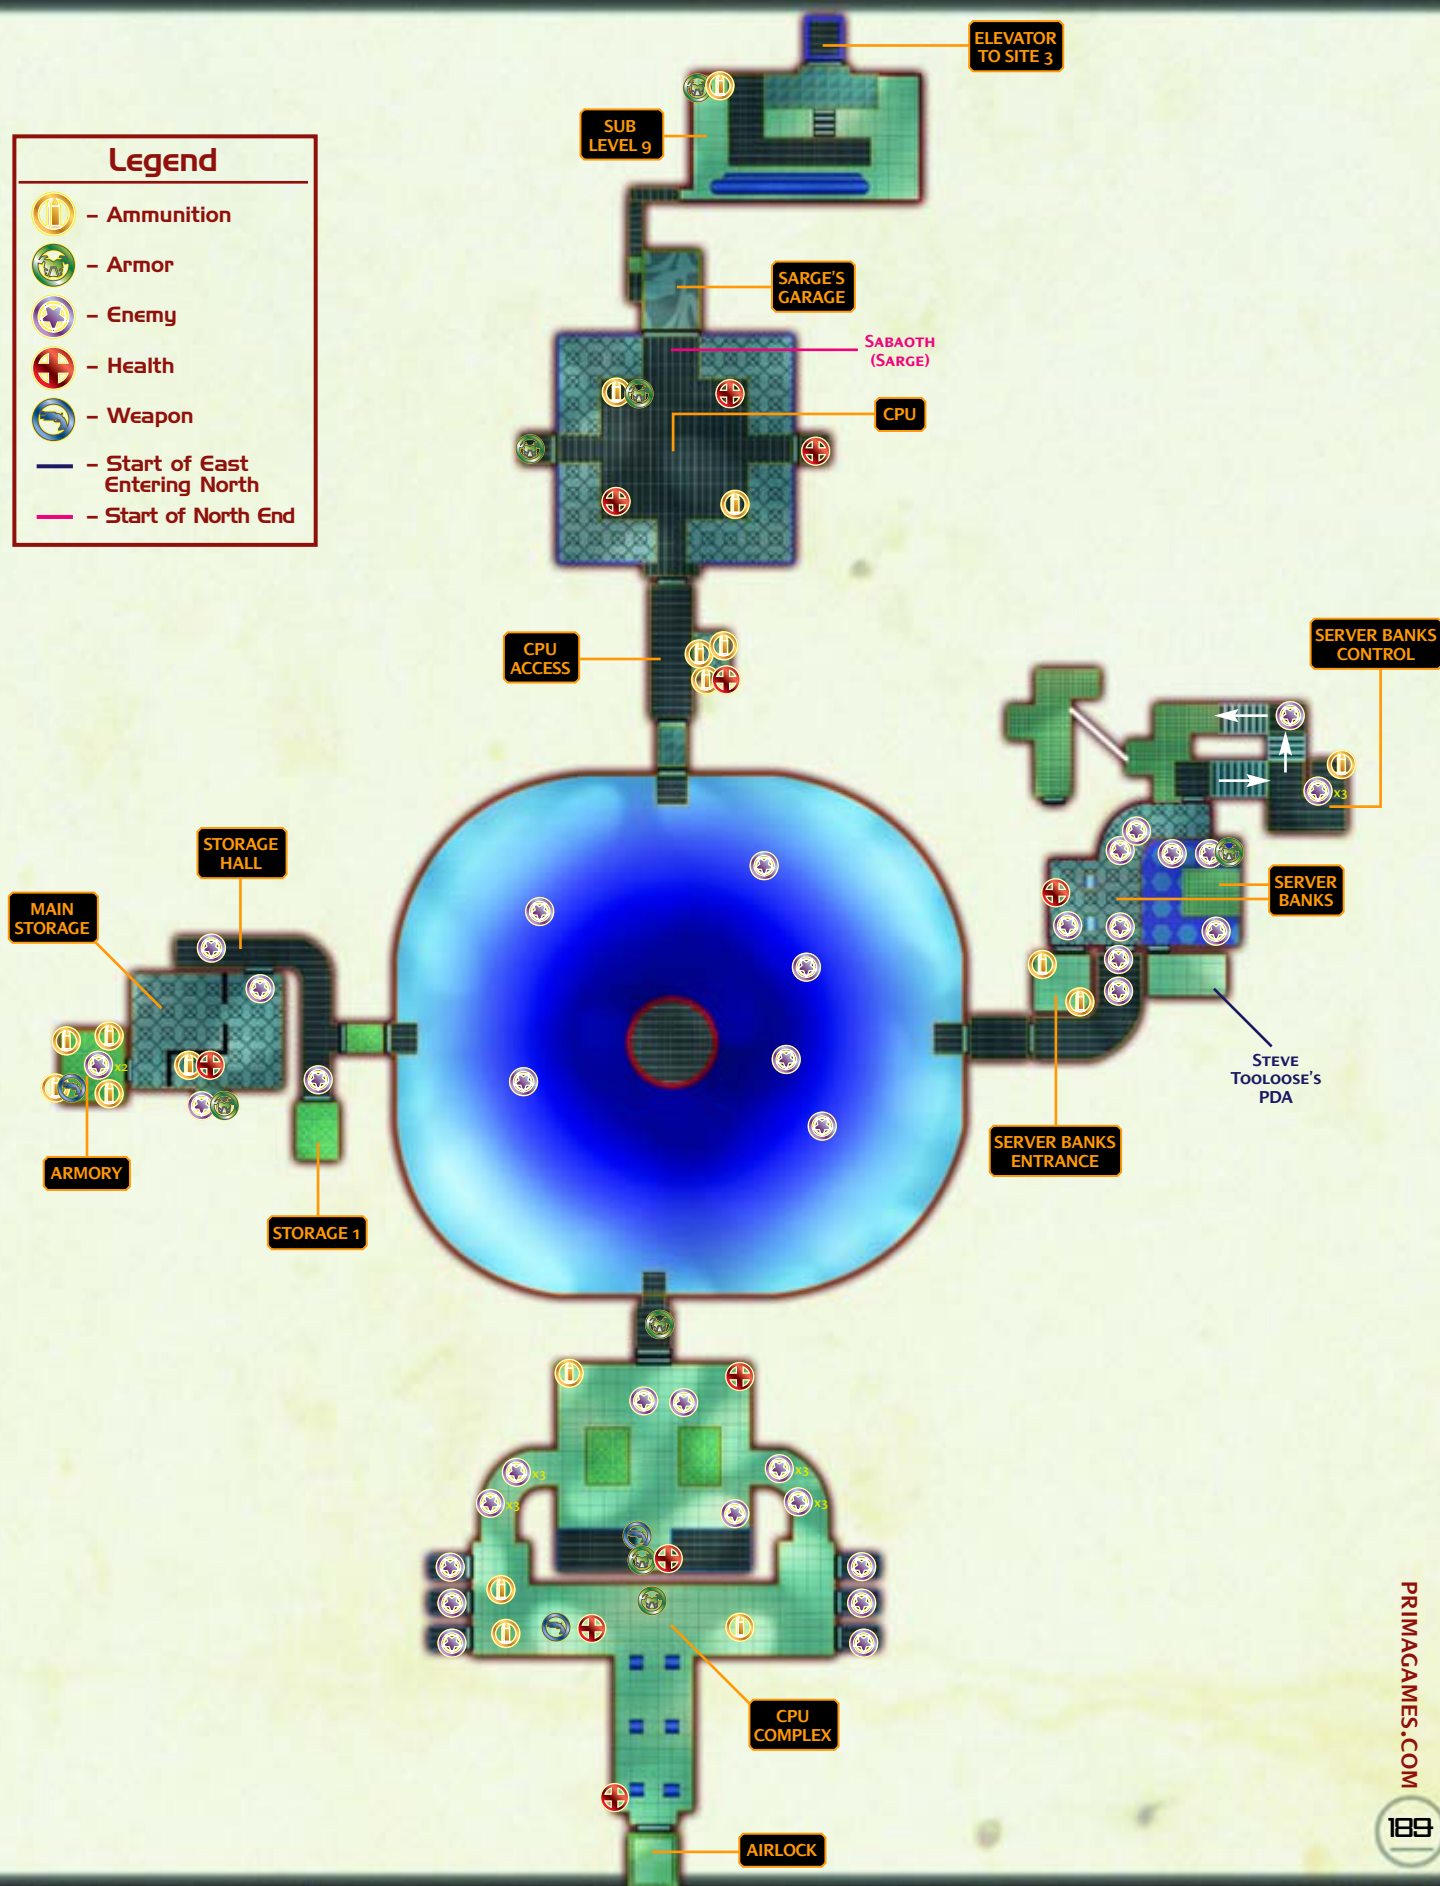 ELEVATOR
TO SITE 3
SUB
LEVEL 9
Legend
– Ammunition
– Armor
– Enemy
– Health
– Weapon
– Start of East
Entering North
– Start of North End
SARGE'S
GARAGE
SABAOTH
(SARGE)
CPU
CPU
ACCESS
SERVER BANKS
CONTROL
x3
STORAGE
HALL
MAIN
STORAGE
SERVER
BANKS
x2
STEVE
TOOLOOSE'S
PDA
ARMORY
SERVER BANKS
ENTRANCE
STORAGE 1
x3
x3
x3
x3
CPU
COMPLEX
AIRLOCK
PRIMAGAMES.COM
189